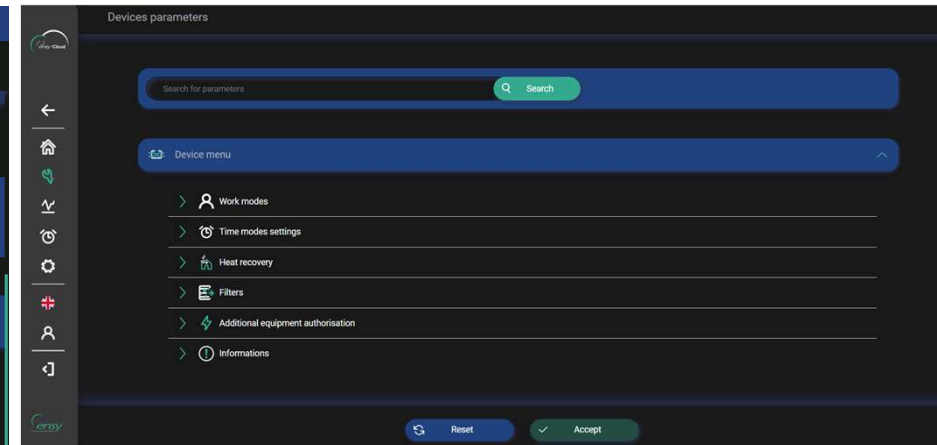 Devices parameters
Search for parameters
Search
Device menu
Work modes
Time modes settings
Heat recovery
Filters
Additional equipment authorisation
Informations
Reset
Accept